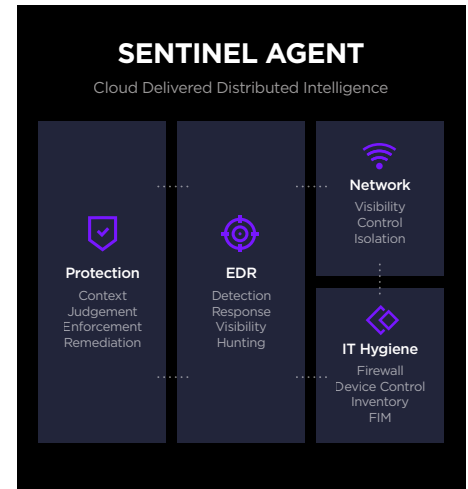 SENTINEL AGENT
Cloud Delivered Distributed Intelligence
Protection
Context
Judgement
Enforcement
Remediation
EDR
Detection
Response
Visibility
Hunting
Network
Visibility
Control
Isolation
IT Hygiene
Firewall
Device Control
Inventory
FIM